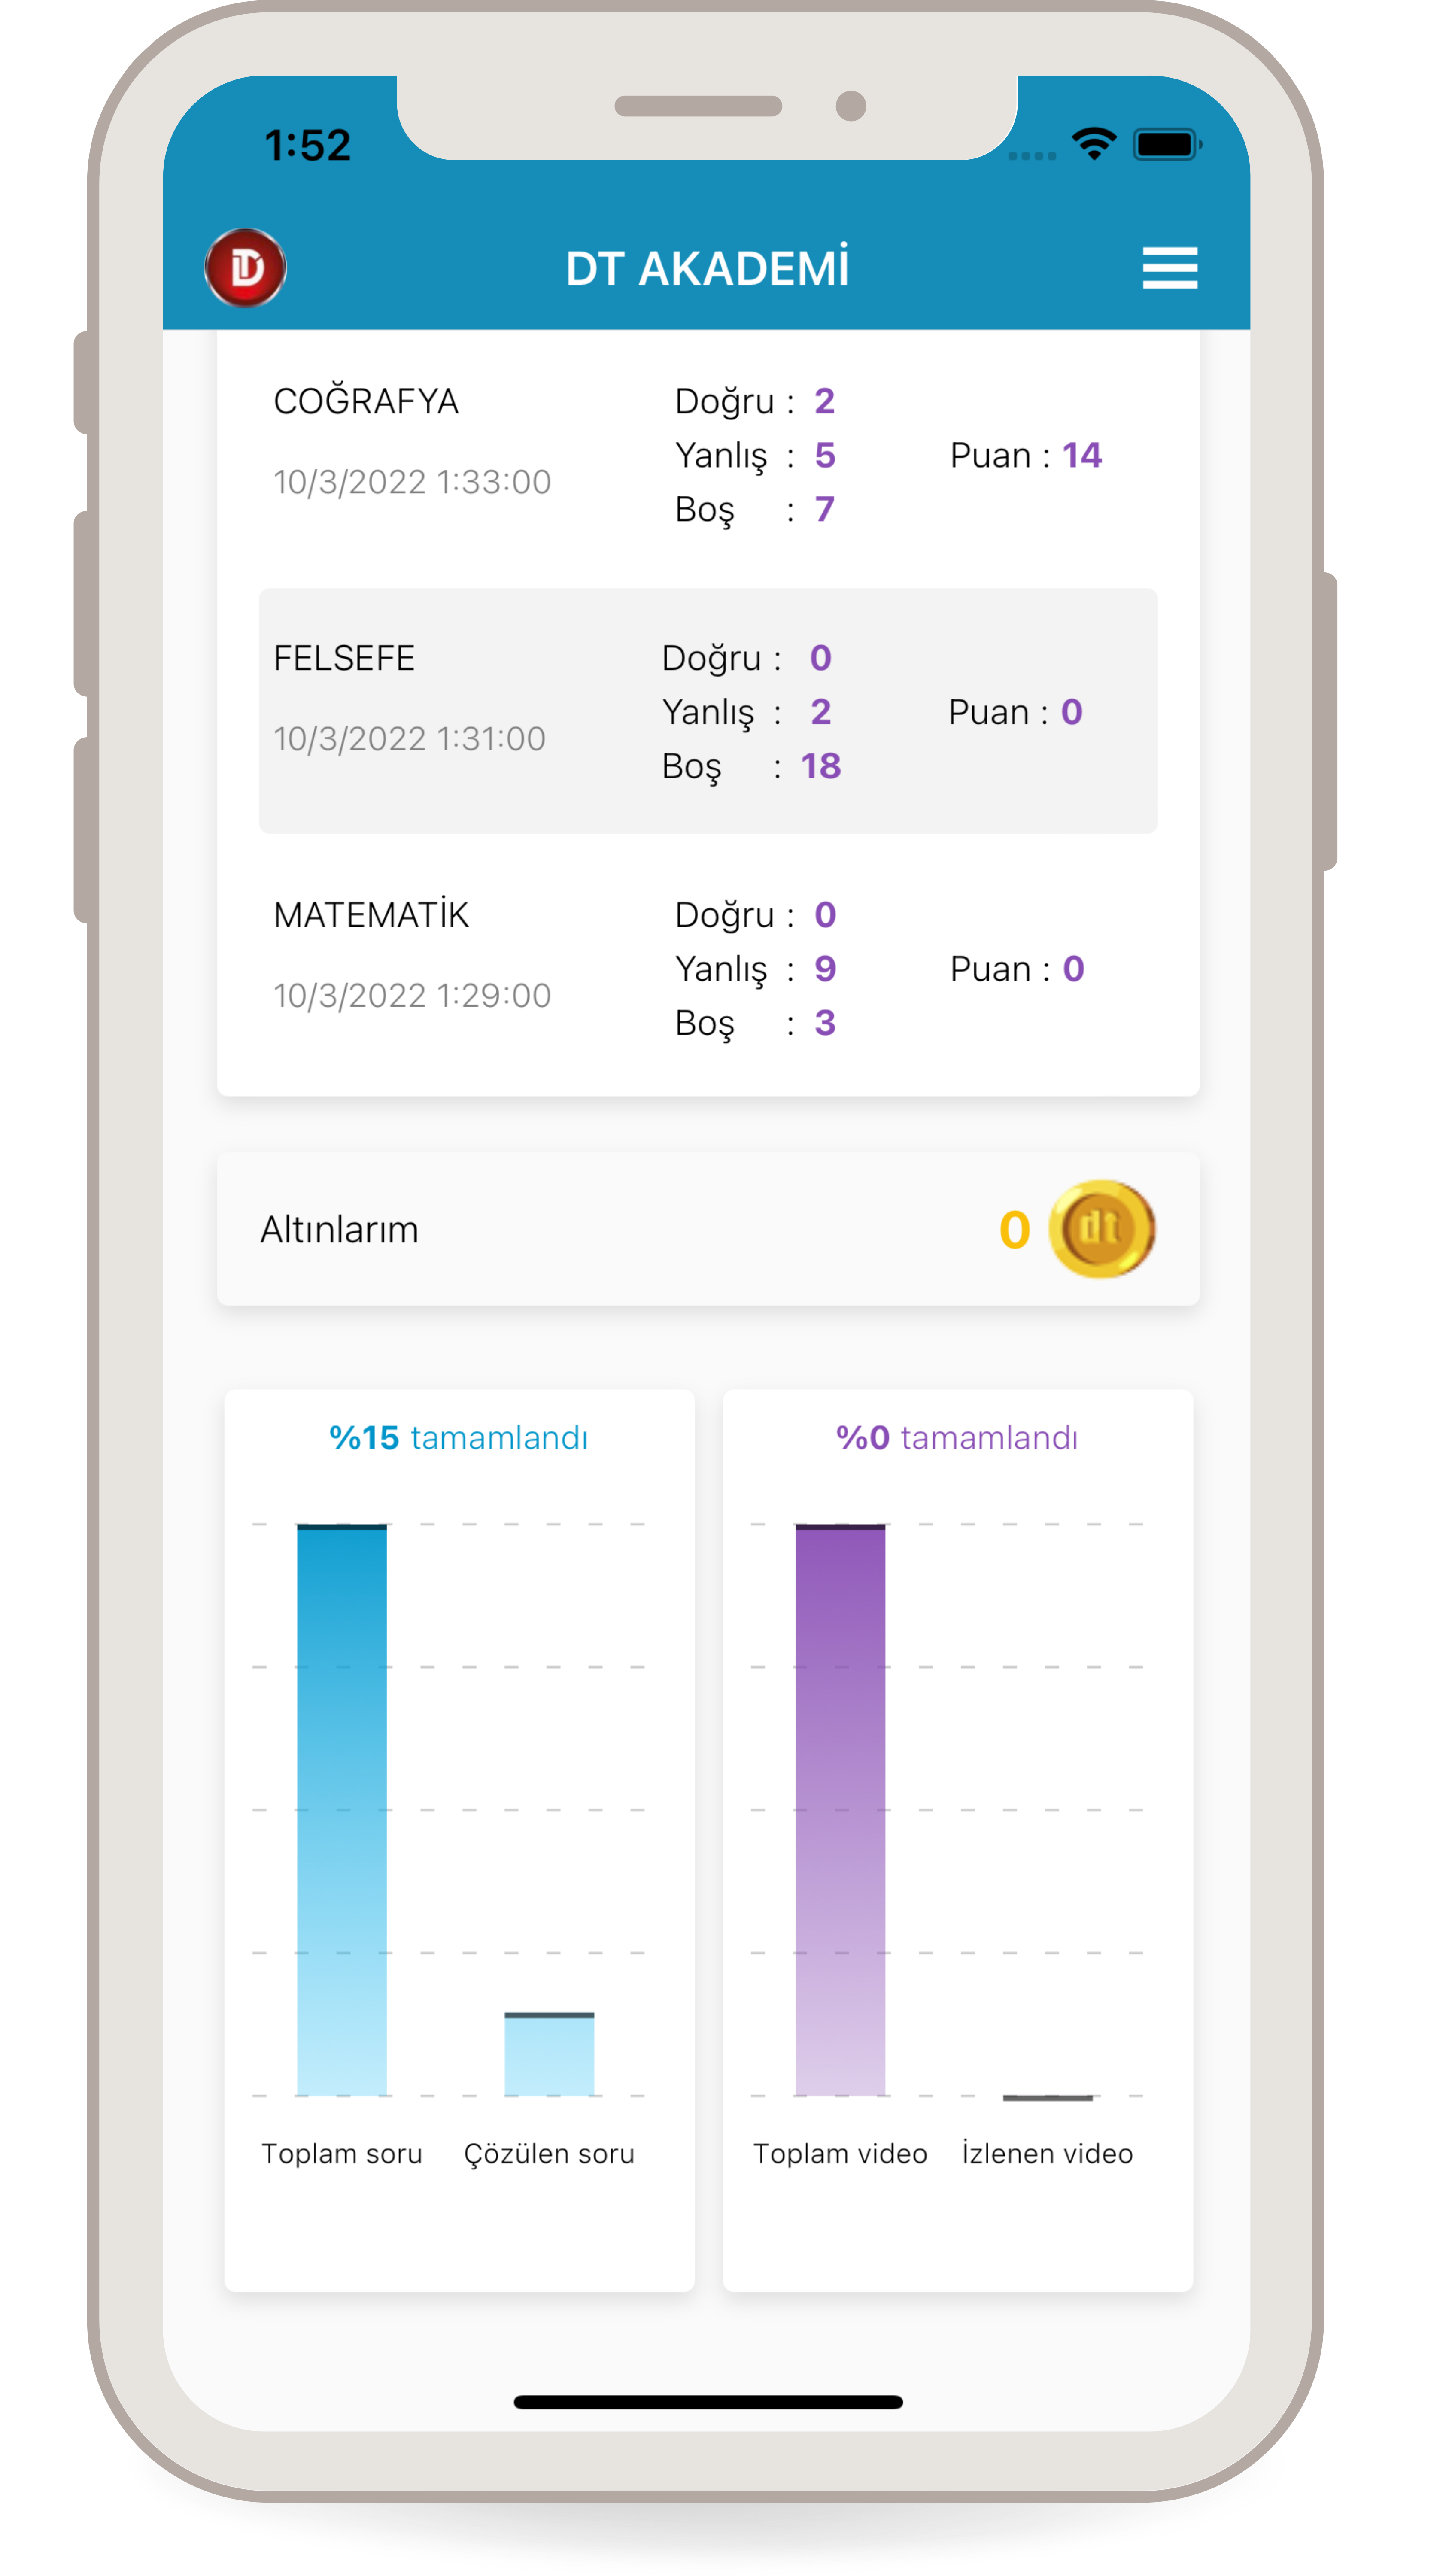 1:52
DT AKADEMİ
COĞRAFYA
10/3/2022 1:33:00
Doğru : 2
Yanlış : 5
Boş : 7
Puan : 14
FELSEFE
10/3/2022 1:31:00
Doğru : 0
Yanlış : 2
Boş : 18
Puan : 0
MATEMATİK
10/3/2022 1:29:00
Doğru : 0
Yanlış : 9
Boş : 3
Puan : 0
Altınlarım
0
dt
%15 tamamlandı
Toplam soru Çözülen soru
%0 tamamlandı
Toplam video İzlenen video